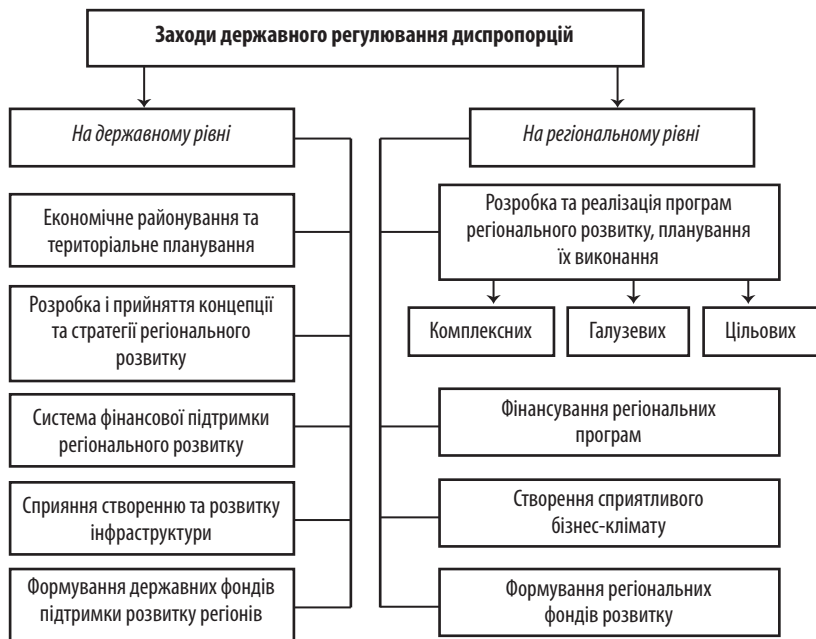 Заходи державного регулювання диспропорцій
На державному рівні
Економічне районування та
територіальне планування
Розробка і прийняття концепції
та стратегії регіонального
розвитку
Система фінансової підтримки
регіонального розвитку
Сприяння створенню та розвитку
інфраструктури
Формування державних фондів
підтримки розвитку регіонів
На регіональному рівні
Розробка та реалізація програм
регіонального розвитку, планування
їх виконання
Комплексних
Галузевих
Цільових
Фінансування регіональних
програм
Створення сприятливого
бізнес-клімату
Формування регіональних
фондів розвитку